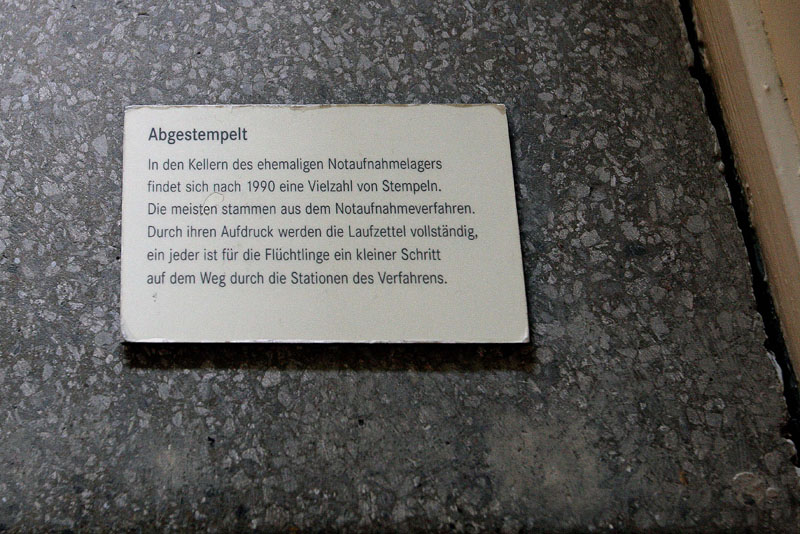 Abgestempelt
In den Kellern des ehemaligen Notaufnahmelagers
findet sich nach 1990 eine Vielzahl von Stempeln.
Die meisten stammen aus dem Notaufnahmeverfahren.
Durch ihren Aufdruck werden die Laufzettel vollständig,
ein jeder ist für die Flüchtlinge ein kleiner Schritt
auf dem Weg durch die Stationen des Verfahrens.